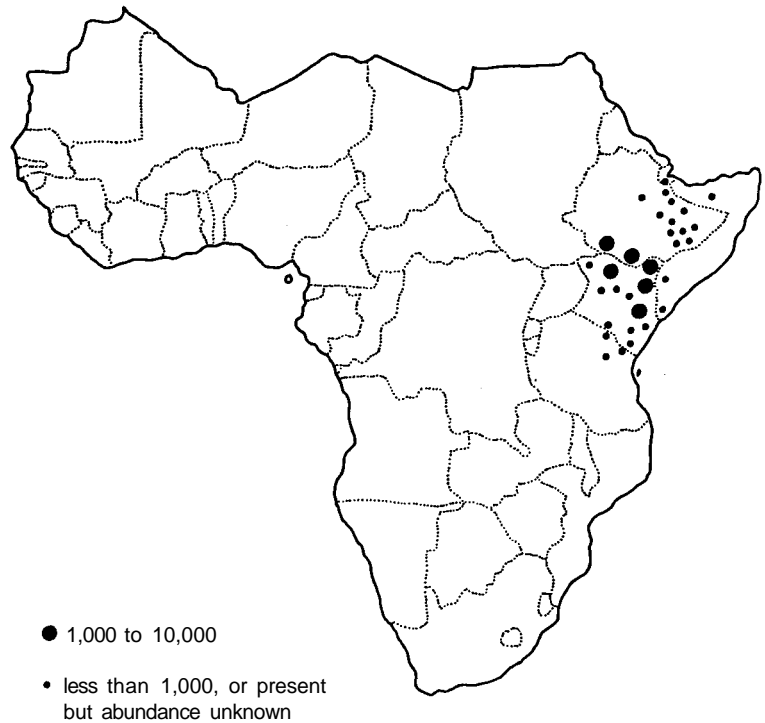 1,000 to 10,000
less than 1,000, or present
but abundance unknown